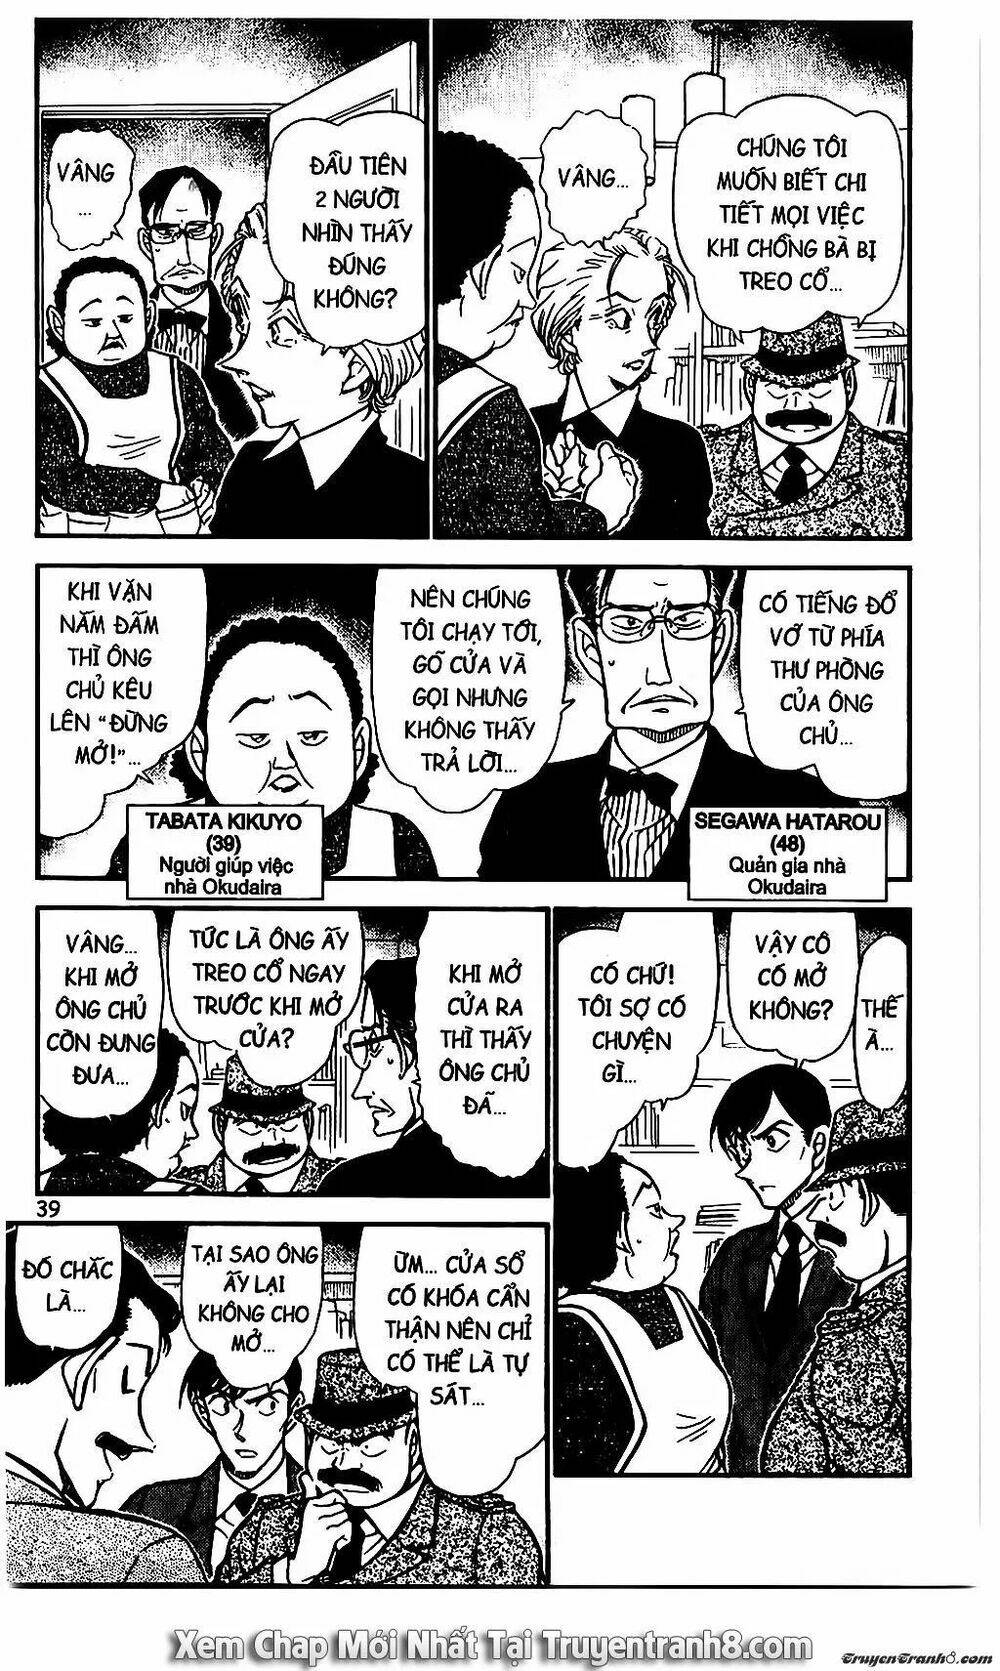 CHÚNG TÔI
MUỐN BIẾT CHI
TIẾT MỌI VIỆC
KHI CHỒNG BÀ BỊ
TREO CỔ...
VÂNG...
ĐẦU TIÊN
2 NGƯỜI
NHÌN THẤY
ĐÚNG
KHÔNG?
VÂNG
...
CÓ TIẾNG ĐỔ
VỠ TỪ PHÍA
THƯ PHÒNG
CỦA ÔNG
CHỦ...
NÊN CHÚNG
TÔI CHẠY TỚI,
GÕ CỬA VÀ
GỌI NHƯNG
KHÔNG THẤY
TRẢ LỜI...
KHI VẶN
NẮM ĐẤM
THÌ ÔNG
CHỦ KÊU
LÊN "ĐỪNG
MỞ!"...
SEGAWA HATAROU
(48)
Quản gia nhà
Okudaira
TABATA KIKUYO
(39)
Người giúp việc
nhà Okudaira
THẾ
À...
VẬY CÔ
CÓ MỞ
KHÔNG?
CÓ CHỨ!
TÔI SỢ CÓ
CHUYỆN
GÌ...
KHI MỞ
CỬA RA
THÌ THẤY
ÔNG CHỦ
ĐÃ...
TỨC LÀ ÔNG ẤY
TREO CỔ NGAY
TRƯỚC KHI MỞ
CỬA?
VÂNG...
KHI MỞ
ÔNG CHỦ
CÒN ĐUNG
ĐƯA...
39
ỪM... CỬA SỔ
CÓ KHÓA CẨN
THẬN NÊN CHỈ
CÓ THỂ LÀ TỰ
SÁT...
TẠI SAO ÔNG
ẤY LẠI
KHÔNG CHO
MỞ...
ĐÓ CHẮC
LÀ...
Xem Chap Mới Nhất Tại Truyentranh8.com
TruyenTranh8.com